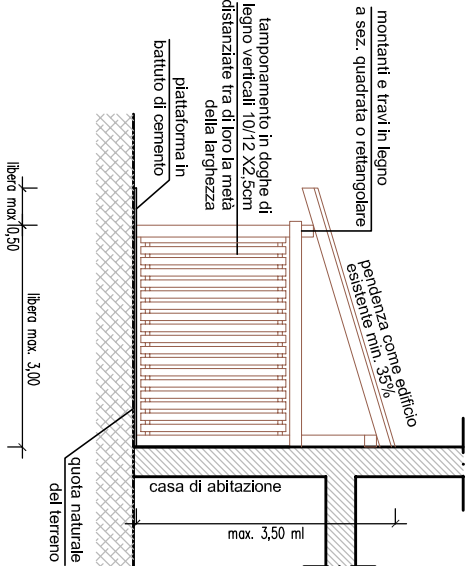 montanti e travi in legno
a sez. quadrata o rettangolare
tamponamento in doghe di
legno verticali 10/12 X2,5cm
distanziate tra di loro la metà
della larghezza
piattaforma in
battuto di cemento
pendenza come edificio
esistente min. 35%
casa di abitazione
max. 3,50 ml
quota naturale
del terreno
libera max 0,50
libera max. 3,00